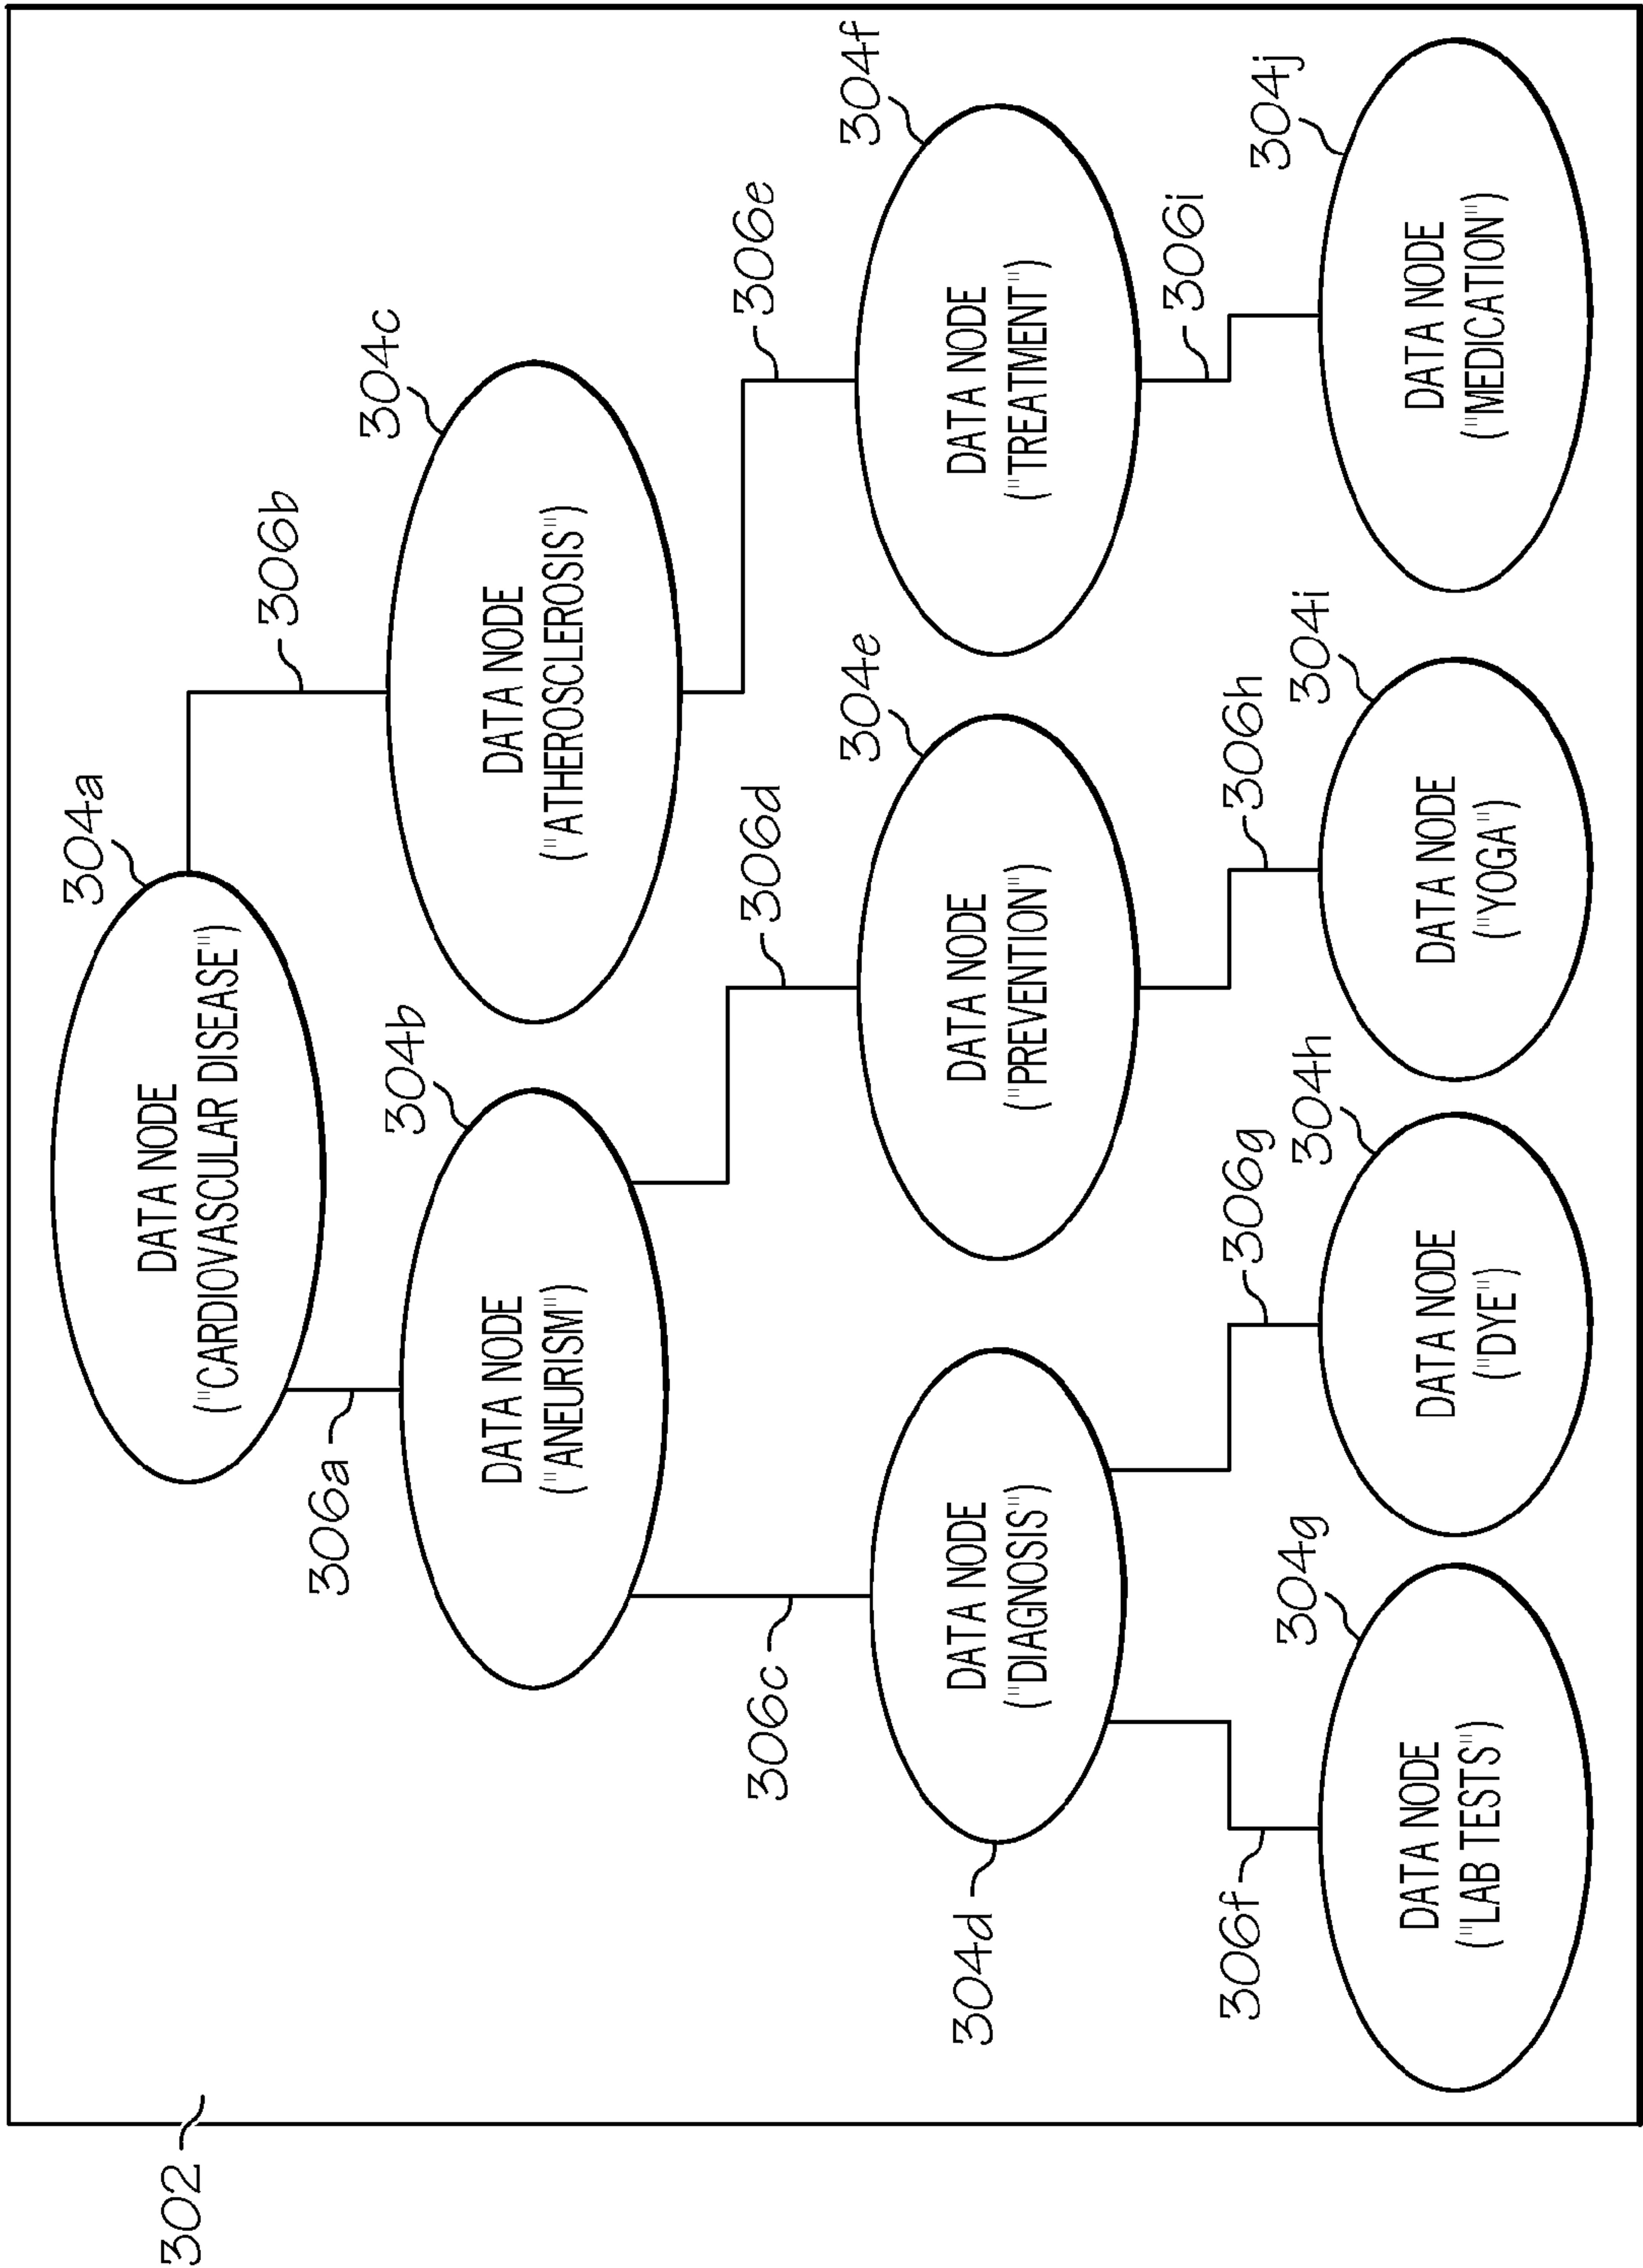 302
304a
DATA NODE
("CARDIOVASCULAR DISEASE")
306a
306b
304b
DATA NODE
("ANEURISM")
304c
DATA NODE
("ATHEROSCLEROSIS")
306c
306d
306e
304d
DATA NODE
("DIAGNOSIS")
304e
DATA NODE
("PREVENTION")
304f
DATA NODE
("TREATMENT")
306f
306g
306h
306i
304g
DATA NODE
("LAB TESTS")
304h
DATA NODE
("DYE")
304i
DATA NODE
("YOGA")
304j
DATA NODE
("MEDICATION")